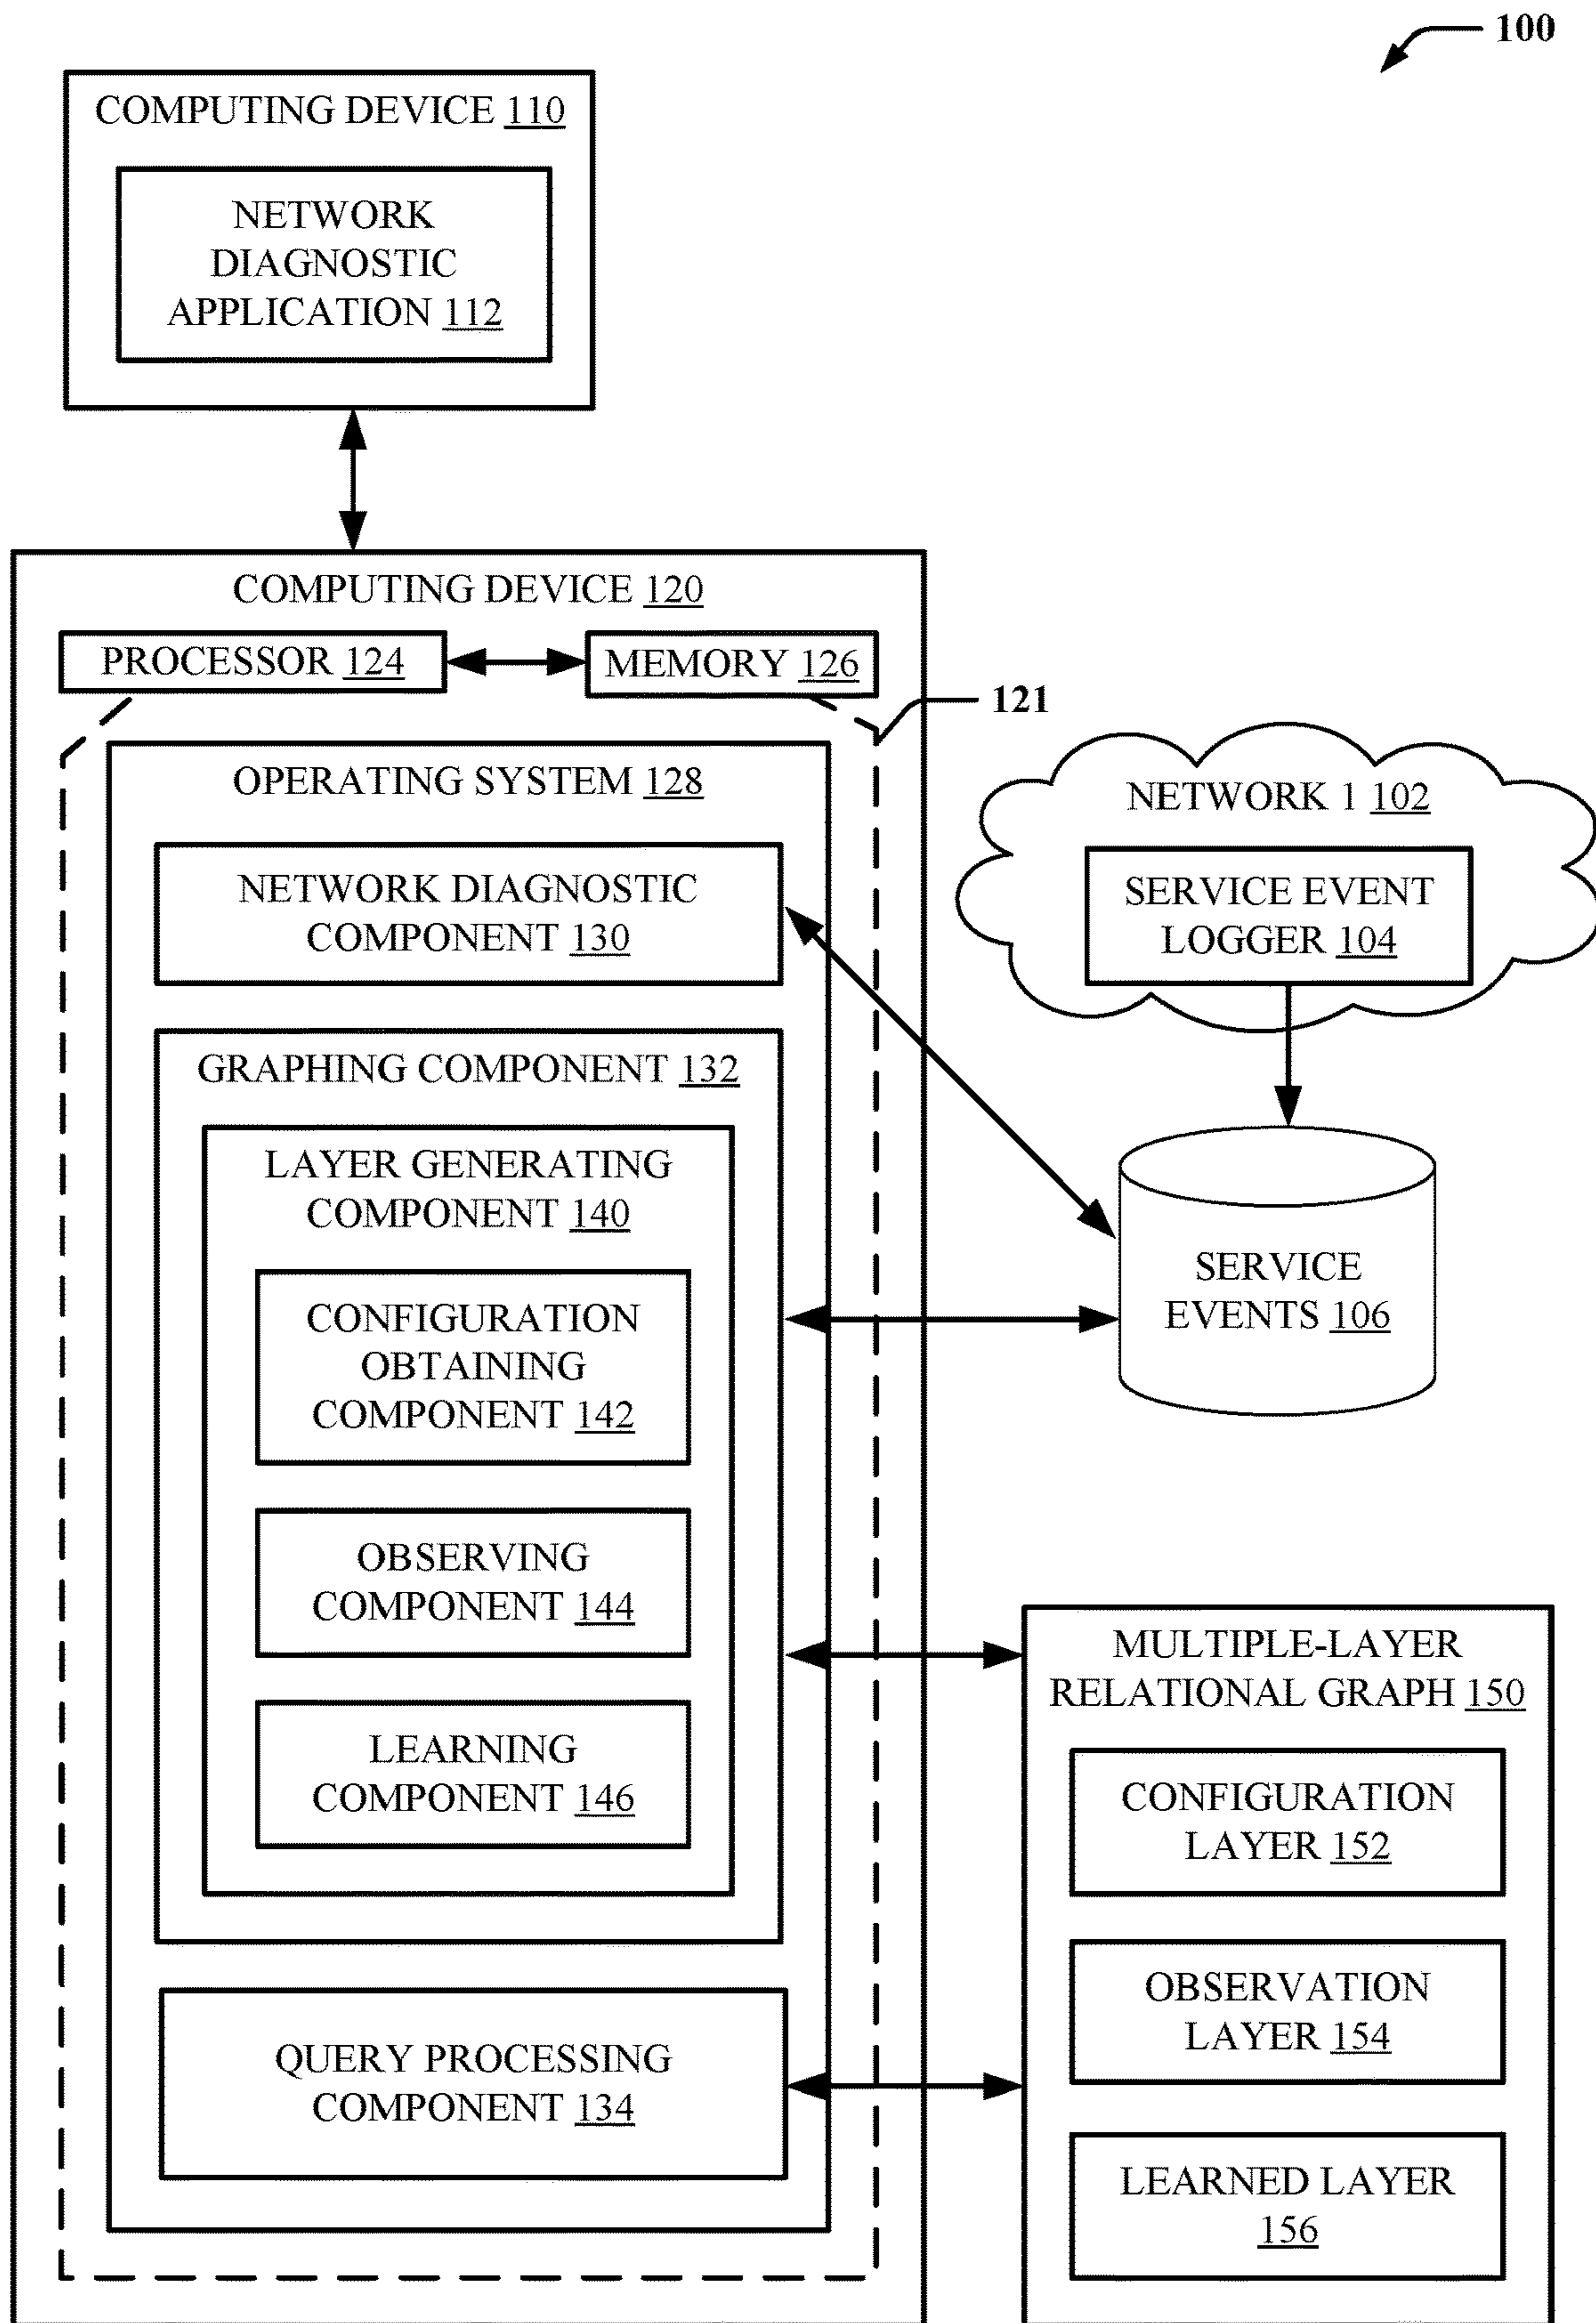 100
COMPUTING DEVICE 110
NETWORK
DIAGNOSTIC
APPLICATION 112
COMPUTING DEVICE 120
PROCESSOR 124
MEMORY 126
121
OPERATING SYSTEM 128
NETWORK DIAGNOSTIC
COMPONENT 130
GRAPHING COMPONENT 132
LAYER GENERATING
COMPONENT 140
CONFIGURATION
OBTAINING
COMPONENT 142
OBSERVING
COMPONENT 144
LEARNING
COMPONENT 146
QUERY PROCESSING
COMPONENT 134
NETWORK 1 102
SERVICE EVENT
LOGGER 104
SERVICE
EVENTS 106
MULTIPLE-LAYER
RELATIONAL GRAPH 150
CONFIGURATION
LAYER 152
OBSERVATION
LAYER 154
LEARNED LAYER
156